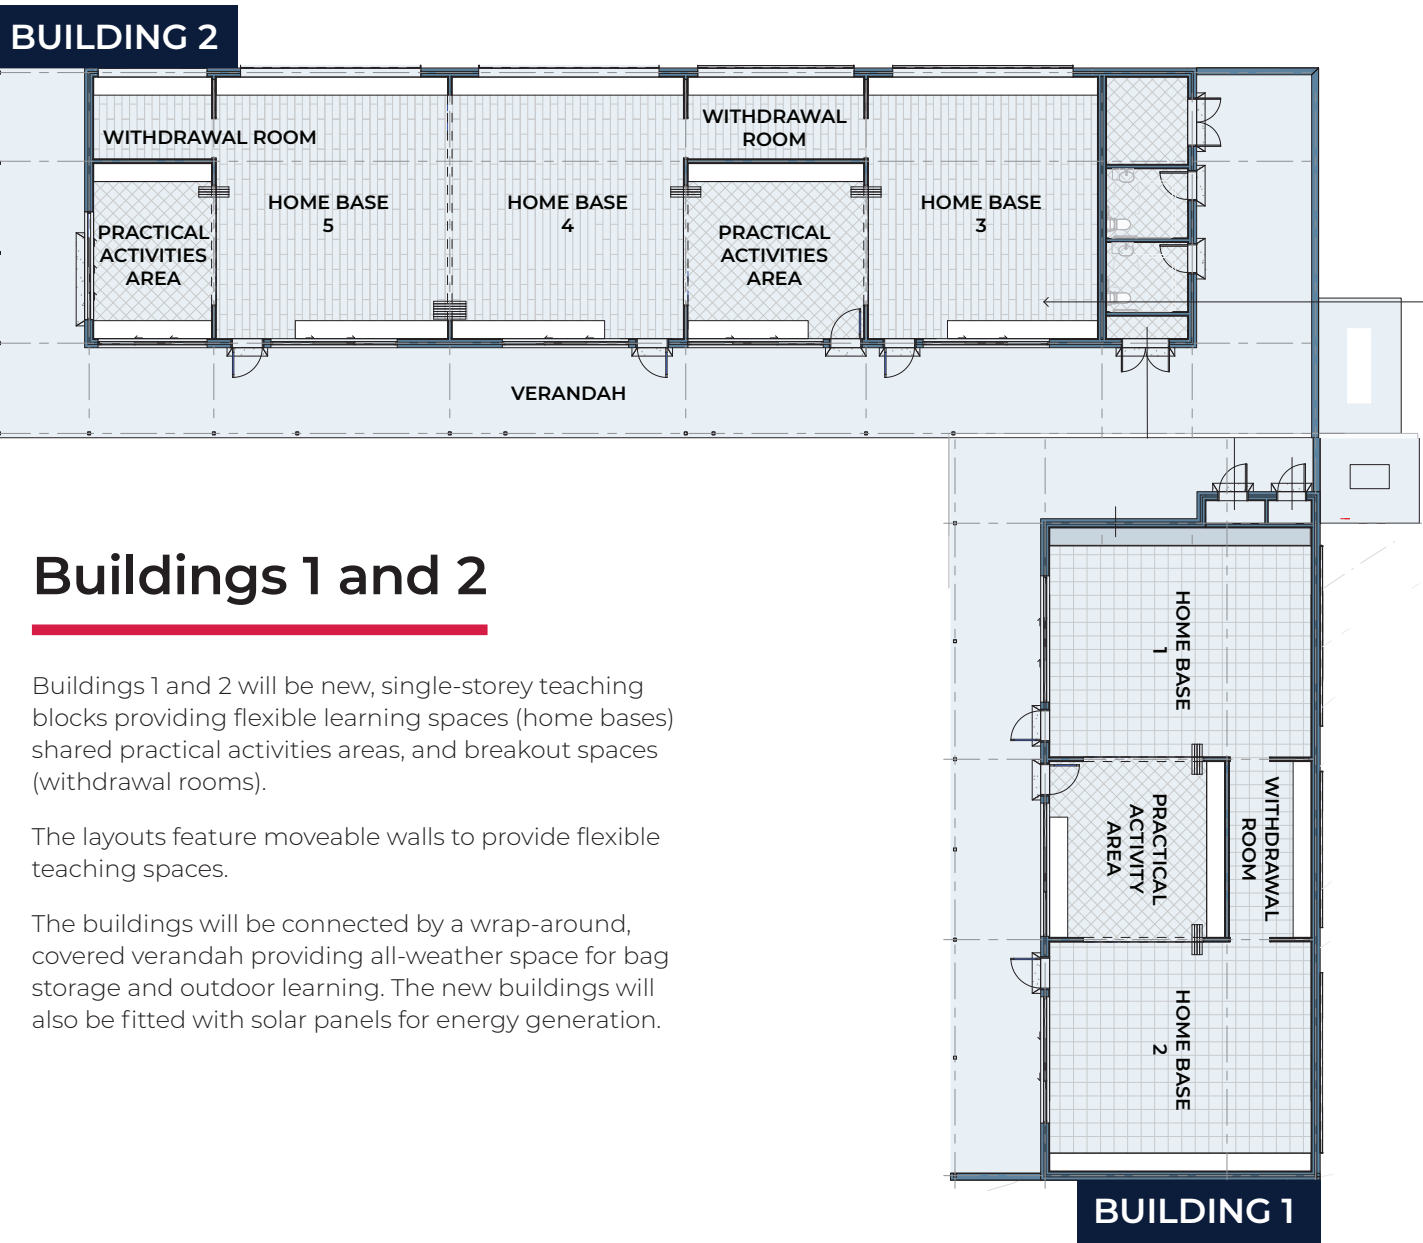 BUILDING 2
WITHDRAWAL ROOM
WITHDRAWAL
ROOM
HOME BASE
5
HOME BASE
4
HOME BASE
3
PRACTICAL
ACTIVITIES
AREA
PRACTICAL
ACTIVITIES
AREA
VERANDAH
Buildings 1 and 2
Buildings 1 and 2 will be new, single-storey teaching
blocks providing flexible learning spaces (home bases)
shared practical activities areas, and breakout spaces
(withdrawal rooms).
The layouts feature moveable walls to provide flexible
teaching spaces.
The buildings will be connected by a wrap-around,
covered verandah providing all-weather space for bag
storage and outdoor learning. The new buildings will
also be fitted with solar panels for energy generation.
HOME BASE
1
PRACTICAL
ACTIVITY
AREA
WITHDRAWAL
ROOM
HOME BASE
2
BUILDING 1